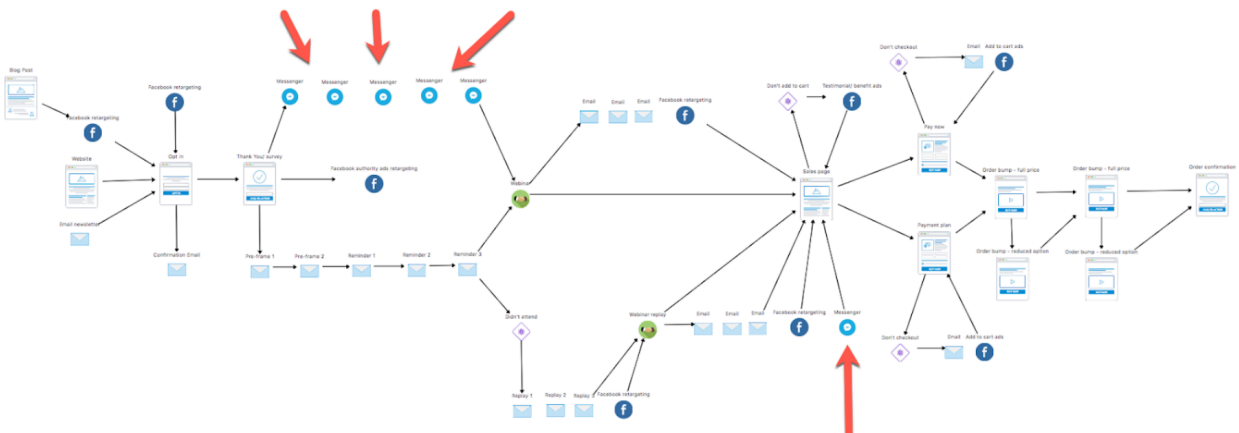 Don't checkout
Email
Add to cart ads
Blog Post
Messenger
Messenger
Messenger
Messenger
Messenger
Facebook retargeting
Don't add to cart
Testimonial/ benefit ads
Email
Email
Email
Facebook retargeting
Facebook retargeting
Pay now
Website
Opt in
Thank You/ survey
Facebook authority ads retargeting
Webinar
Sales page
Order bump - full price
Order bump - full price
Order confirmation
Email newsletter
Payment plan
Confirmation Email
Pre-frame 1
Pre-frame 2
Reminder 1
Reminder 2
Reminder 3
Order bump - reduced option
Order bump - reduced option
Didn't attend
Webinar replay
Email
Email
Email
Facebook retargeting
Messenger
Don't checkout
Email
Add to cart ads
Replay 1
Replay 2
Replay 3
Facebook retargeting